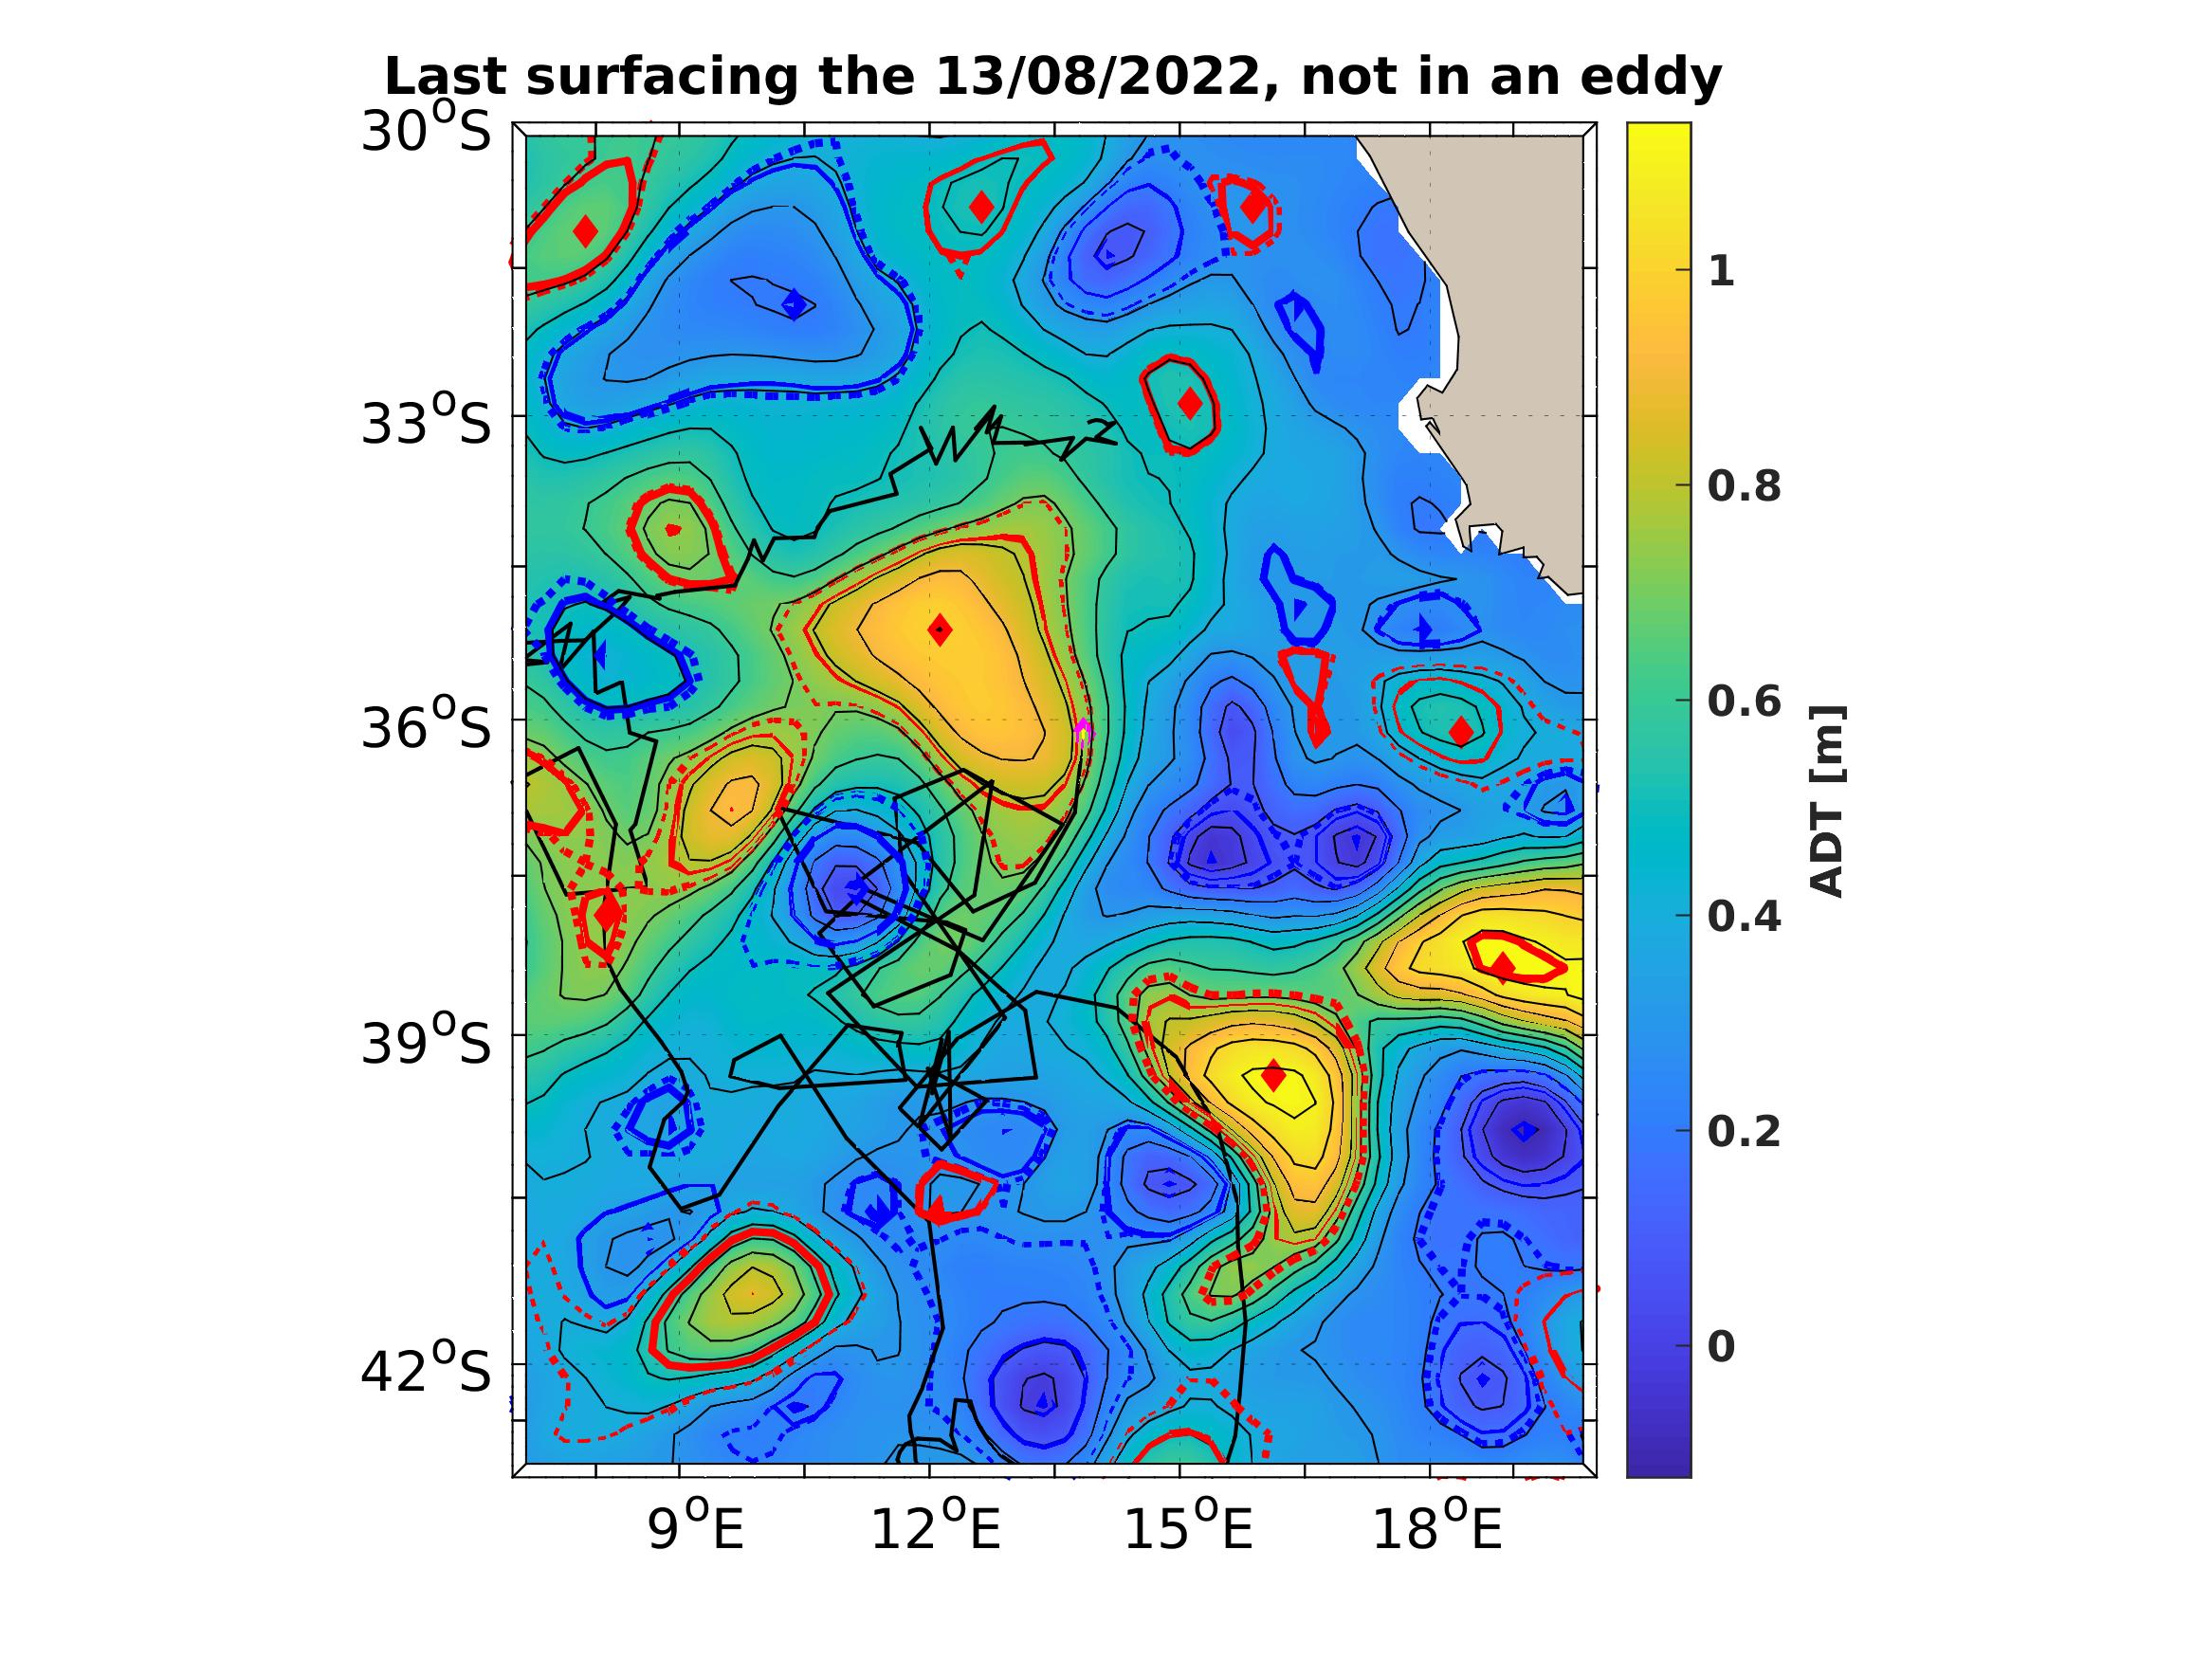 Last surfacing the 13/08/2022, not in an eddy
30°S
33°S
36°S
39°S
42°S
9°E 12°E 15°E 18°E
1
0.8
0.6
0.4
0.2
0
ADT [m]